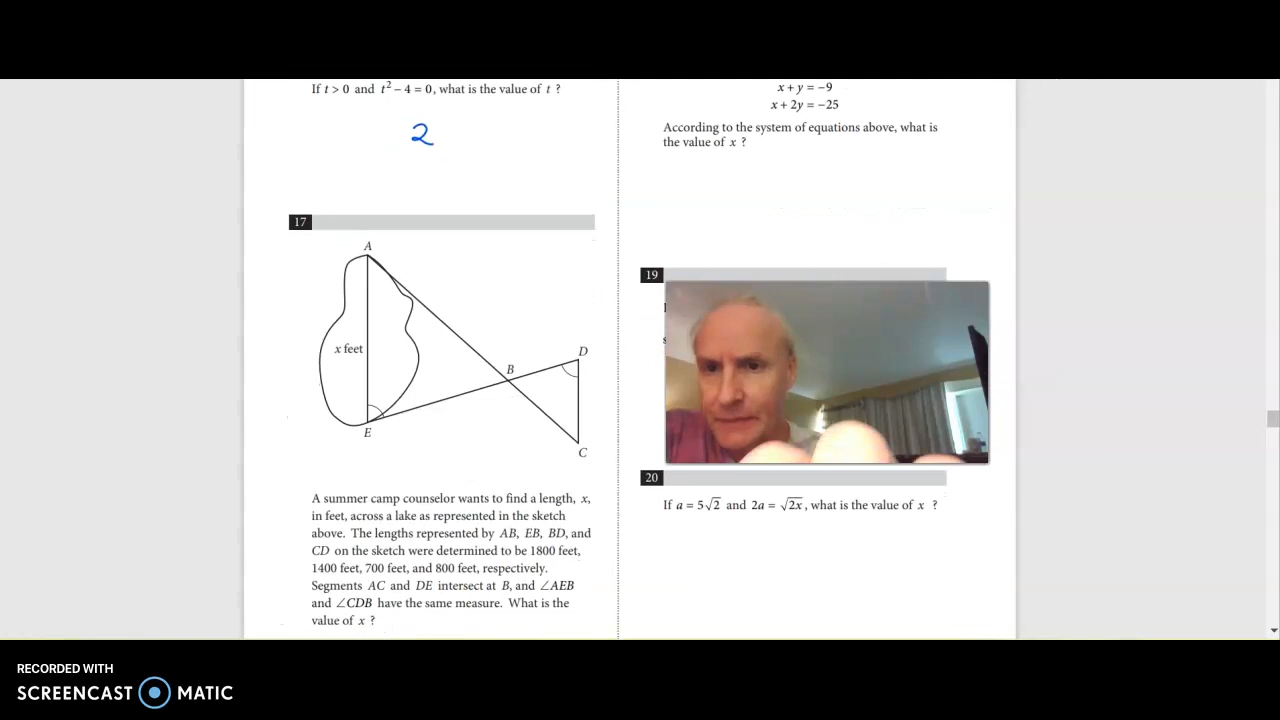 If t > 0 and t² – 4 = 0, what is the value of t ?
2
17
A
x feet
B
D
E
C
A summer camp counselor wants to find a length, x,
in feet, across a lake as represented in the sketch
above. The lengths represented by AB, EB, BD, and
CD on the sketch were determined to be 1800 feet,
1400 feet, 700 feet, and 800 feet, respectively.
Segments AC and DE intersect at B, and ∠AEB
and ∠CDB have the same measure. What is the
value of x ?
x + y = –9
x + 2y = –25
According to the system of equations above, what is
the value of x ?
19
20
If a = 5√2 and 2a = √2x, what is the value of x ?
RECORDED WITH
SCREENCAST MATIC